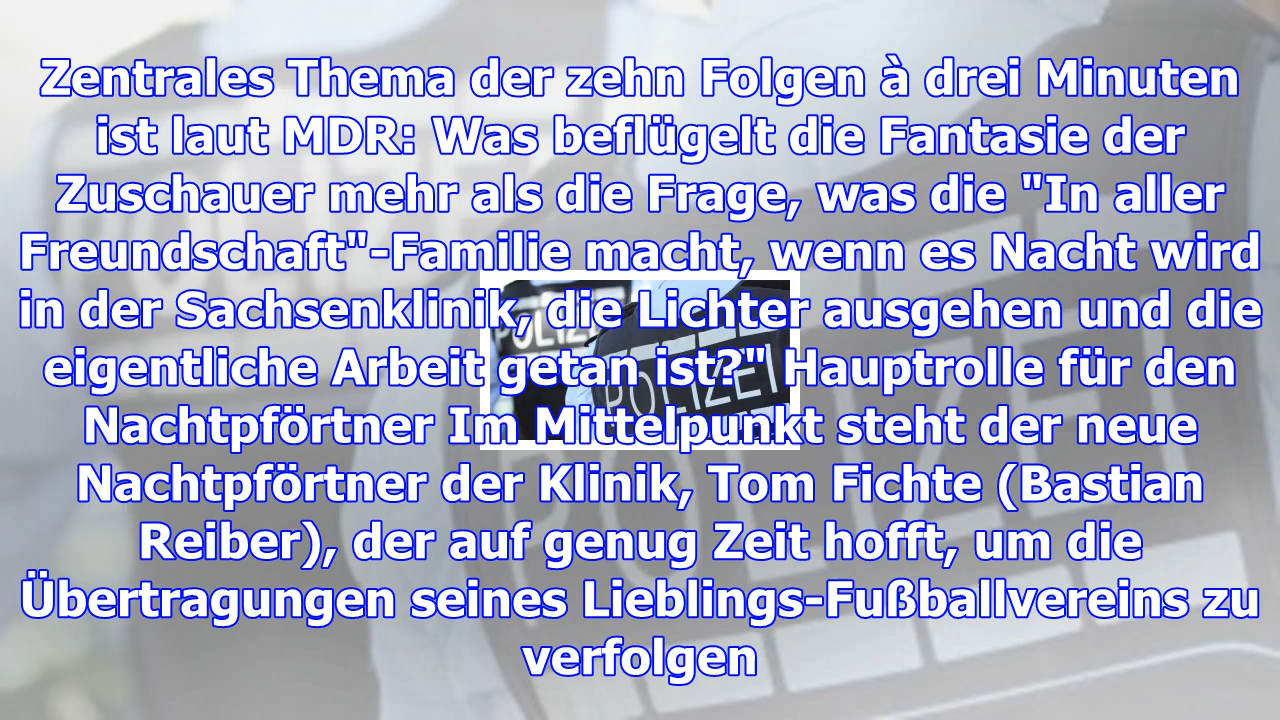 Zentrales Thema der zehn Folgen à drei Minuten
ist laut MDR: Was beflügelt die Fantasie der
Zuschauer mehr als die Frage, was die "In aller
Freundschaft"-Familie macht, wenn es Nacht wird
in der Sachsenklinik, die Lichter ausgehen und die
eigentliche Arbeit getan ist?" Hauptrolle für den
Nachtpförtner Im Mittelpunkt steht der neue
Nachtpförtner der Klinik, Tom Fichte (Bastian
Reiber), der auf genug Zeit hofft, um die
Übertragungen seines Lieblings-Fußballvereins zu
verfolgen
POLIZEI
POLIZEI
POLIZEI
POLIZEI